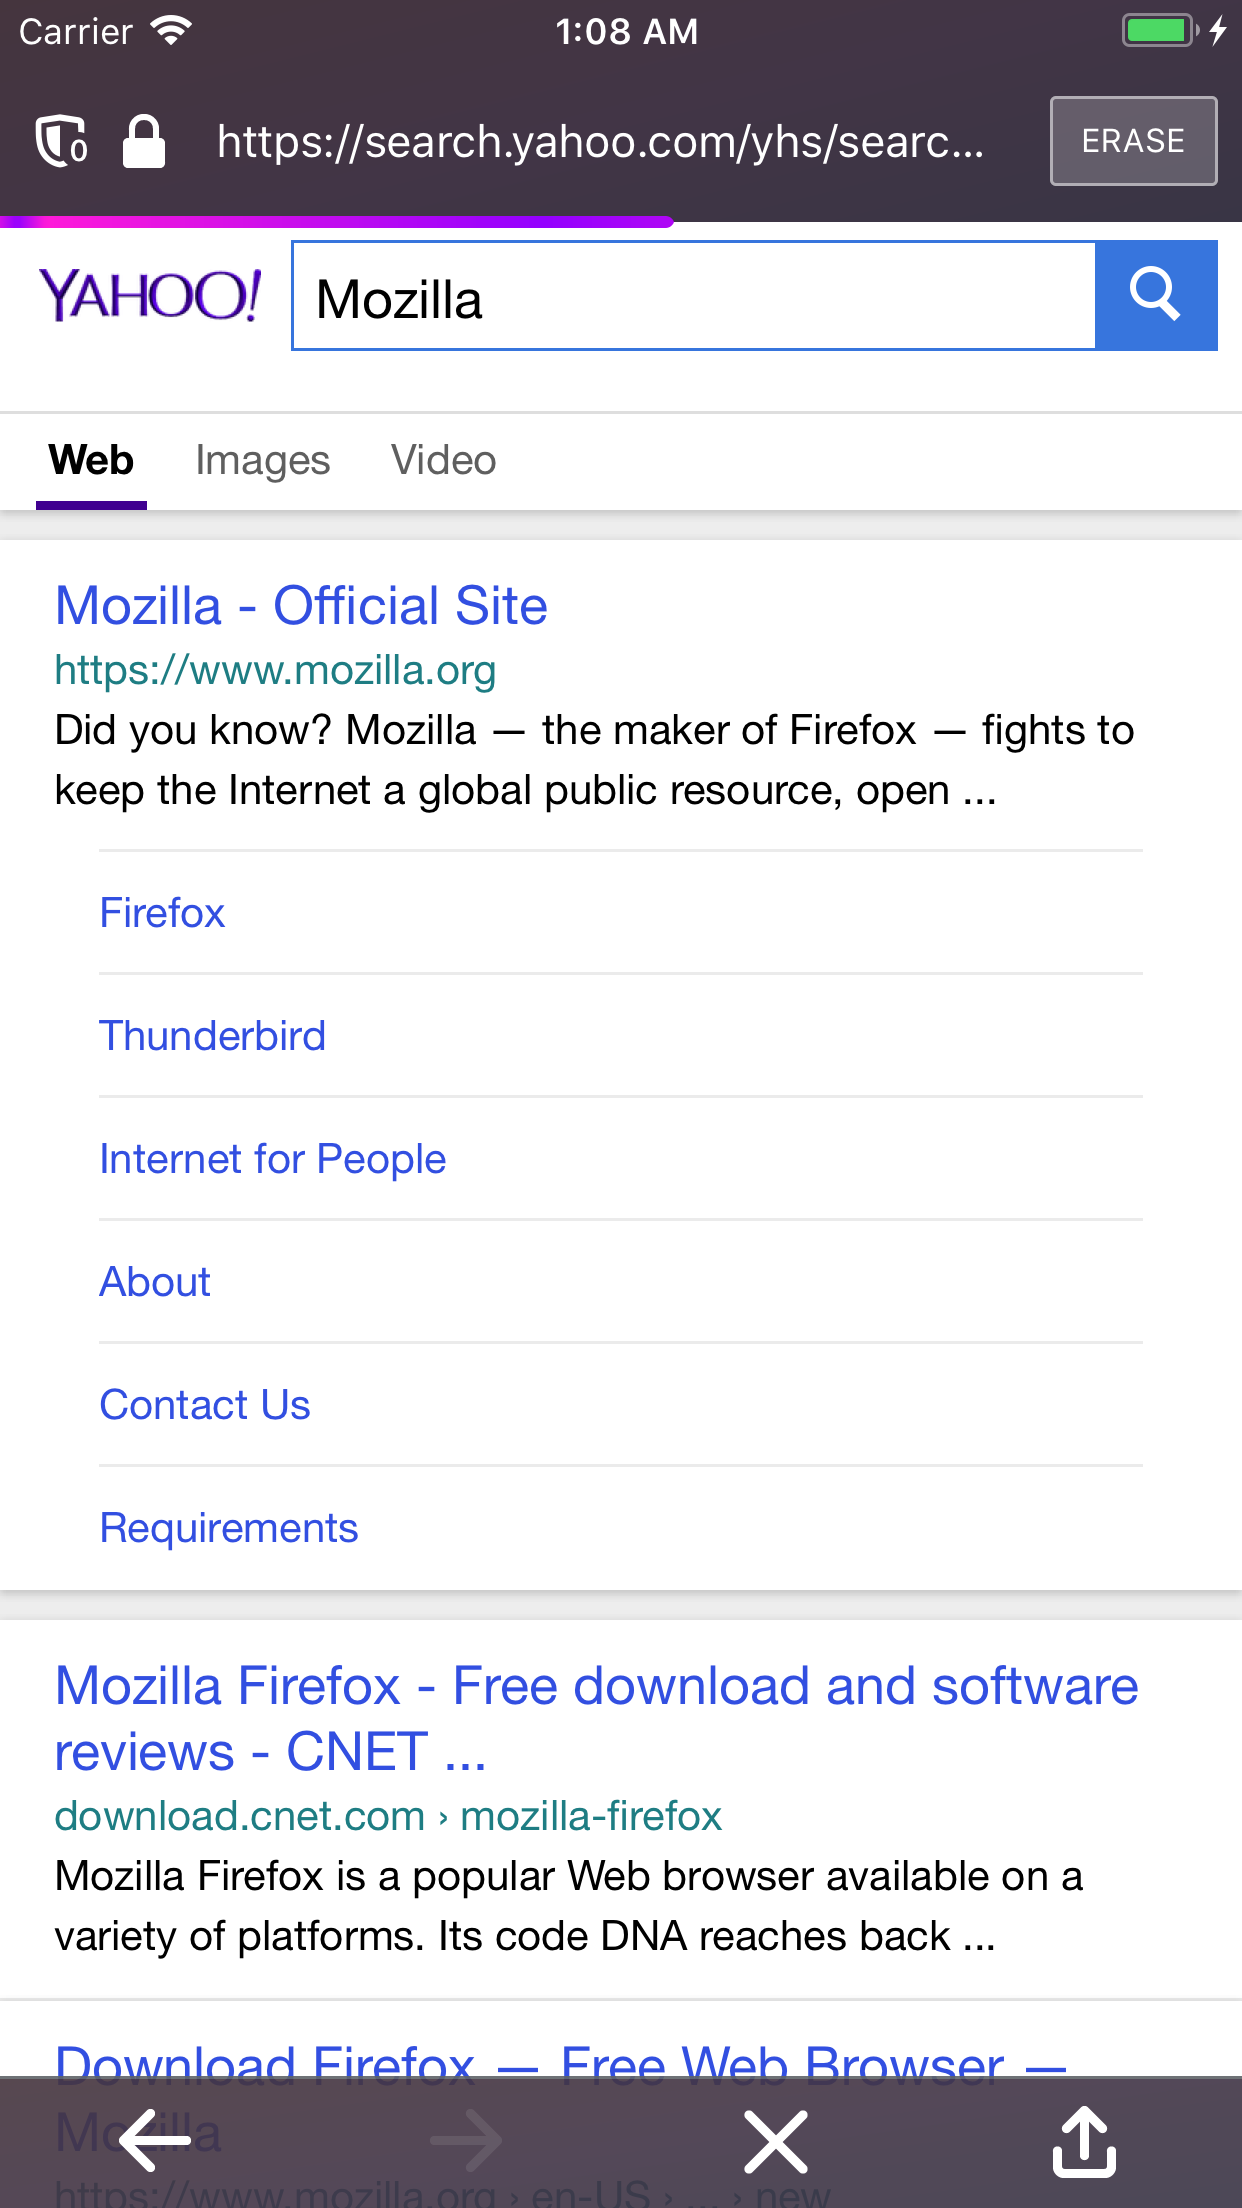 Carrier 1:08 AM
0 https://search.yahoo.com/yhs/searc... ERASE
YAHOO! Mozilla
Web Images Video
Mozilla - Official Site
https://www.mozilla.org
Did you know? Mozilla — the maker of Firefox — fights to
keep the Internet a global public resource, open ...
Firefox
Thunderbird
Internet for People
About
Contact Us
Requirements
Mozilla Firefox - Free download and software
reviews - CNET ...
download.cnet.com › mozilla-firefox
Mozilla Firefox is a popular Web browser available on a
variety of platforms. Its code DNA reaches back ...
Download Firefox — Free Web Browser —
Mozilla
https://www.mozilla.org › en-US › ... › new